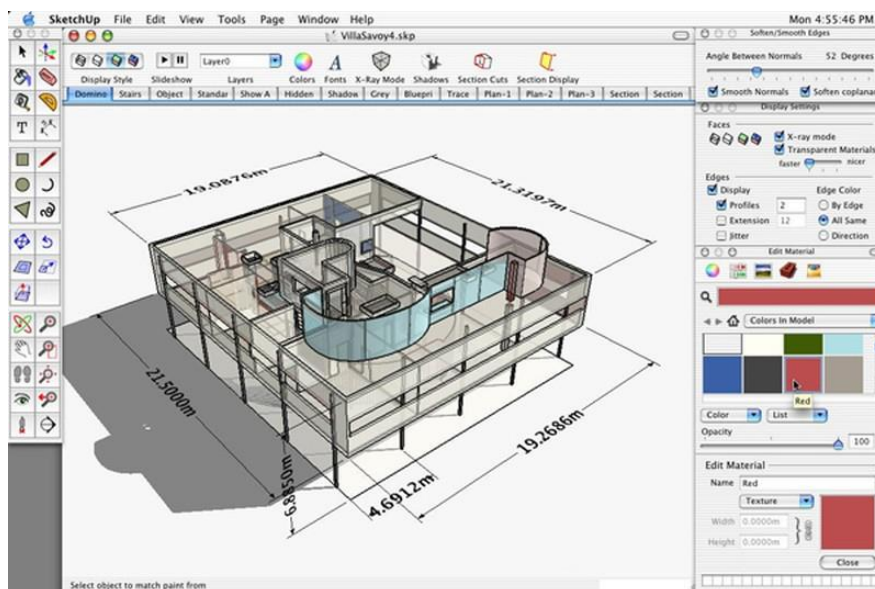 SketchUp File Edit View Tools Page Window Help
Mon 4:55:46 PM
VillaSavoy4.skp
Layer0
Display Style Slideshow Layers Colors Fonts X-Ray Mode Shadows Section Cuts Section Display
Domino Stairs Object Standar Show A Hidden Shadow Grey Bluepri Trace Plan-1 Plan-2 Plan-3 Section Section
19.0876m
21.3197m
21.5000m
19.2686m
4.6912m
6.8850m
Select object to match paint from
Soften/Smooth Edges
Angle Between Normals 52 Degrees
Smooth Normals Soften coplana
Display Settings
Faces
X-ray mode
Transparent Materials
faster nicer
Edges
Display Edge Color
Profiles 2 By Edge
Extension 12 All Same
Jitter Direction
Edit Material
Colors In Model
Red
Color List
Opacity
100
Edit Material
Name Red
Texture
Width 0.0000m
Height 0.0000m
Close